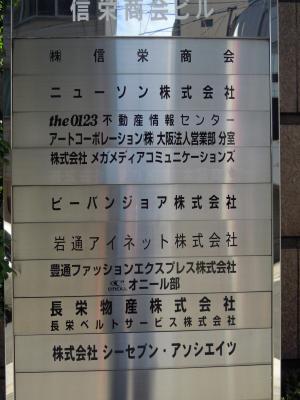 信栄商会ビル
㈱ 信栄商会
ニューソン株式会社
the0123 不動産情報センター
アートコーポレーション㈱ 大阪法人営業部 分室
株式会社 メガメディアコミュニケーションズ
ビーバンジョア株式会社
岩通アイネット株式会社
豊通ファッションエクスプレス株式会社
オニール部
長栄物産株式会社
長栄ベルトサービス株式会社
株式会社 シーセブン・アソシエイツ